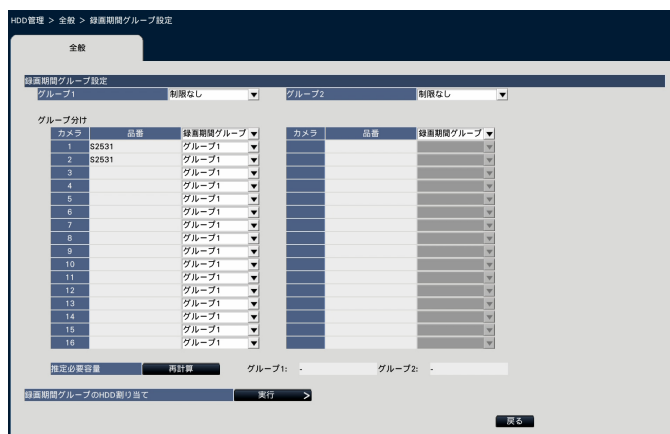 HDD管理 > 全般 > 録画期間グループ設定
全般
録画期間グループ設定
グループ1 制限なし グループ2 制限なし
グループ分け
カメラ 品番 録画期間グループ カメラ 品番 録画期間グループ
1 S2531 グループ1
2 S2531 グループ1
3 グループ1
4 グループ1
5 グループ1
6 グループ1
7 グループ1
8 グループ1
9 グループ1
10 グループ1
11 グループ1
12 グループ1
13 グループ1
14 グループ1
15 グループ1
16 グループ1
推定必要容量 再計算 グループ1: - グループ2: -
録画期間グループのHDD割り当て 実行 >
戻る